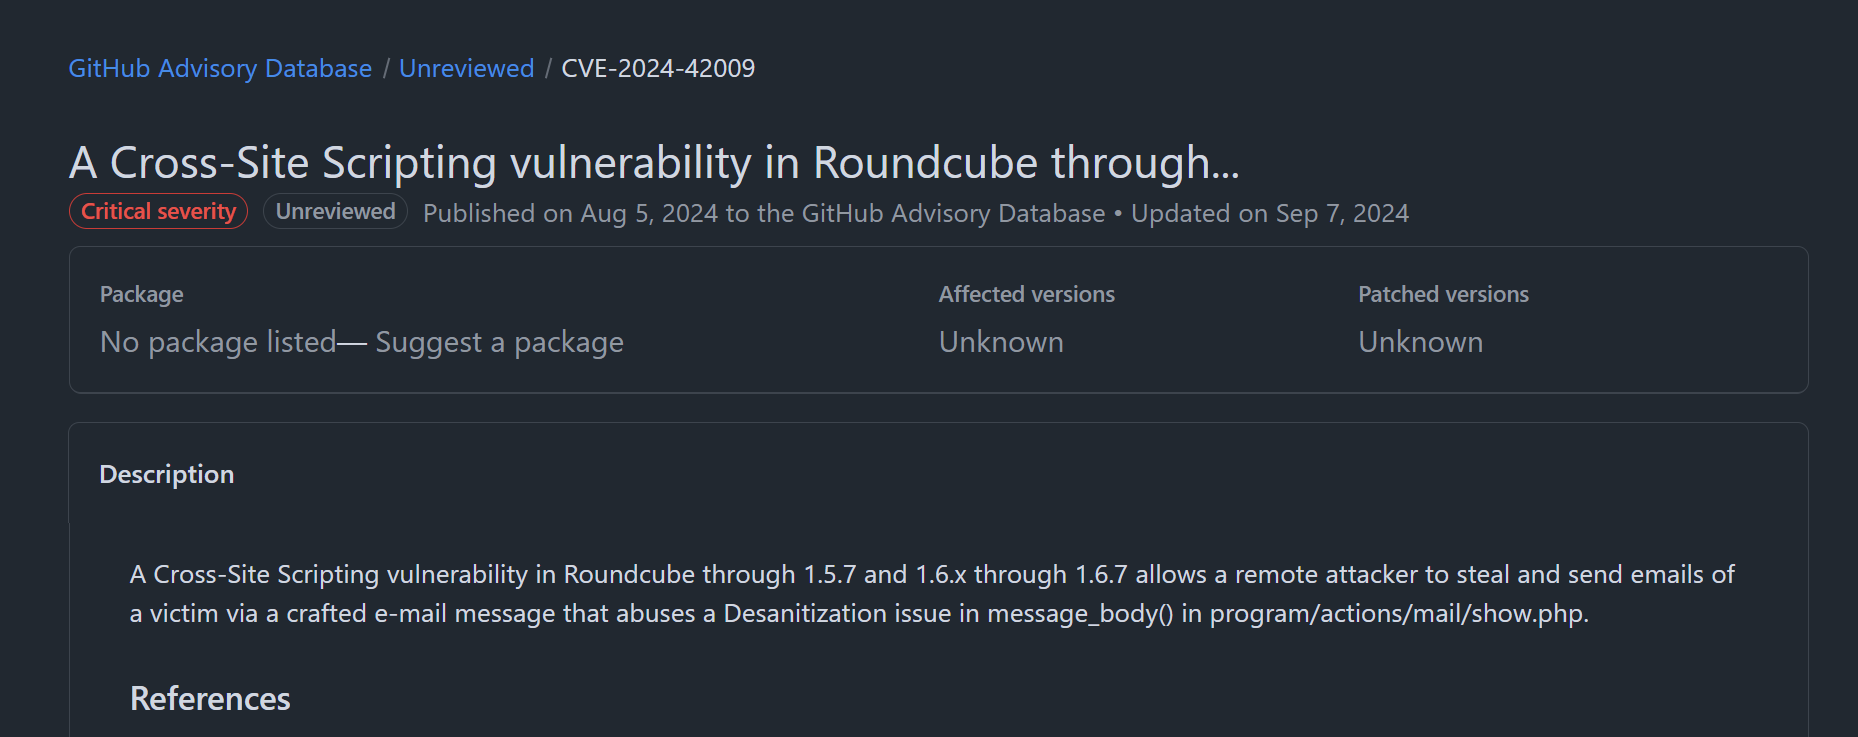 GitHub Advisory Database / Unreviewed / CVE-2024-42009
A Cross-Site Scripting vulnerability in Roundcube through...
Critical severity Unreviewed Published on Aug 5, 2024 to the GitHub Advisory Database • Updated on Sep 7, 2024
Package Affected versions Patched versions
No package listed— Suggest a package Unknown Unknown
Description
A Cross-Site Scripting vulnerability in Roundcube through 1.5.7 and 1.6.x through 1.6.7 allows a remote attacker to steal and send emails of
a victim via a crafted e-mail message that abuses a Desanitization issue in message_body() in program/actions/mail/show.php.
References